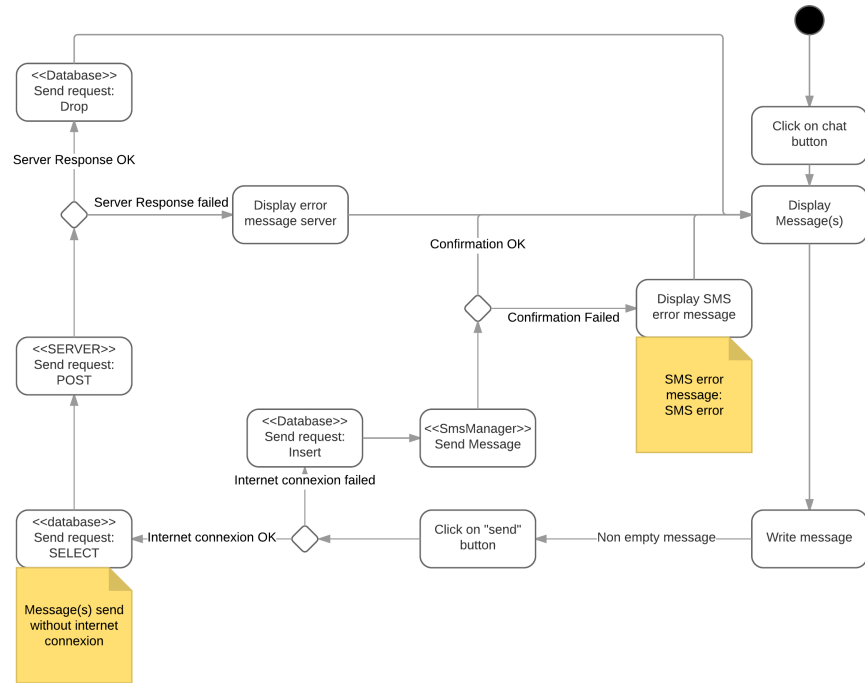 <<Database>>
Send request:
Drop
Click on chat
button
Server Response OK
Server Response failed
Display error
message server
Display
Message(s)
Confirmation OK
Display SMS
error message
Confirmation Failed
<<SERVER>>
Send request:
POST
SMS error
message:
SMS error
<<Database>>
Send request:
Insert
<<SmsManager>>
Send Message
Internet connexion failed
<<database>>
Send request:
SELECT
Internet connexion OK
Click on "send"
button
Non empty message
Write message
Message(s) send
without internet
connexion